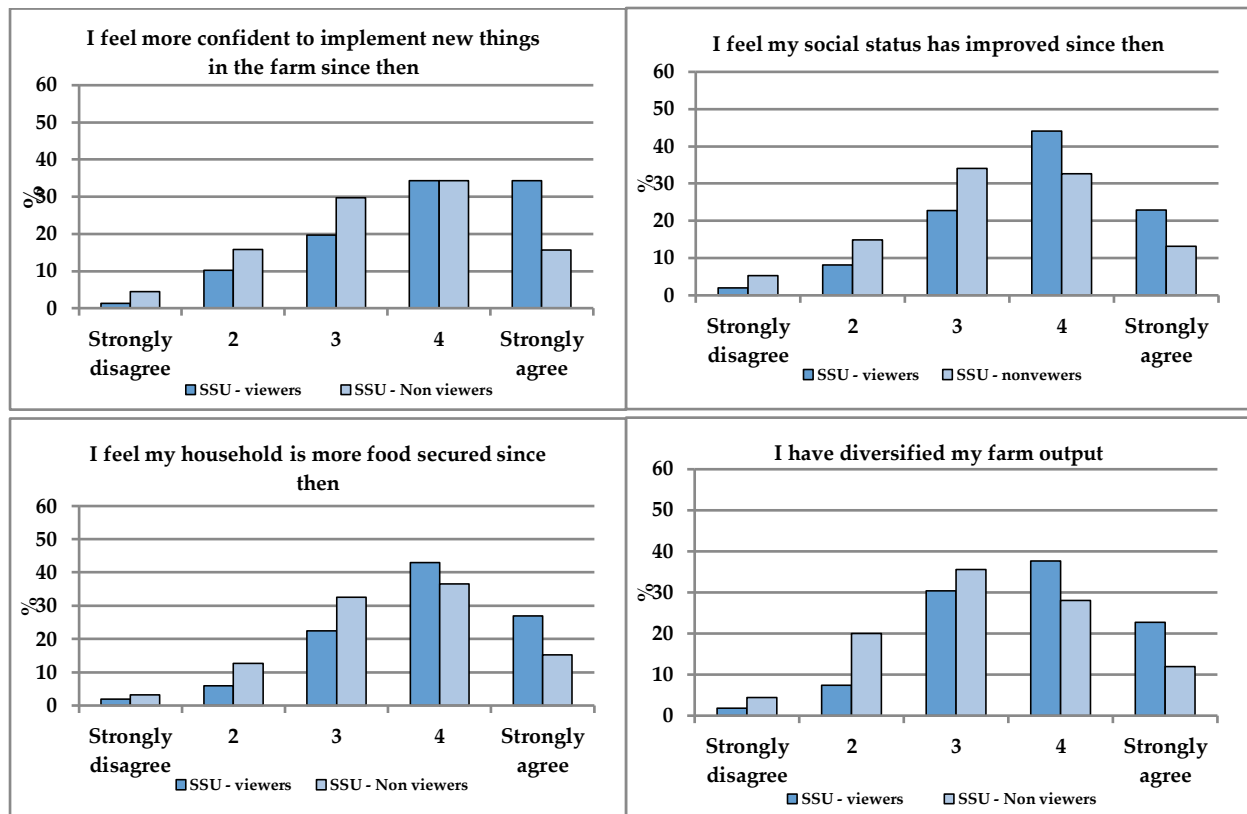 I feel more confident to implement new things
in the farm since then
60
50
40
30
20
10
0
%
Strongly disagree 2 3 4 Strongly agree
SSU - viewers SSU - Non viewers
I feel my social status has improved since then
60
50
40
30
20
10
0
%
Strongly disagree 2 3 4 Strongly agree
SSU - viewers SSU - nonvewers
I feel my household is more food secured since
then
60
50
40
30
20
10
0
%
Strongly disagree 2 3 4 Strongly agree
SSU - viewers SSU - Non viewers
I have diversified my farm output
60
50
40
30
20
10
0
%
Strongly disagree 2 3 4 Strongly agree
SSU - viewers SSU - Non viewers